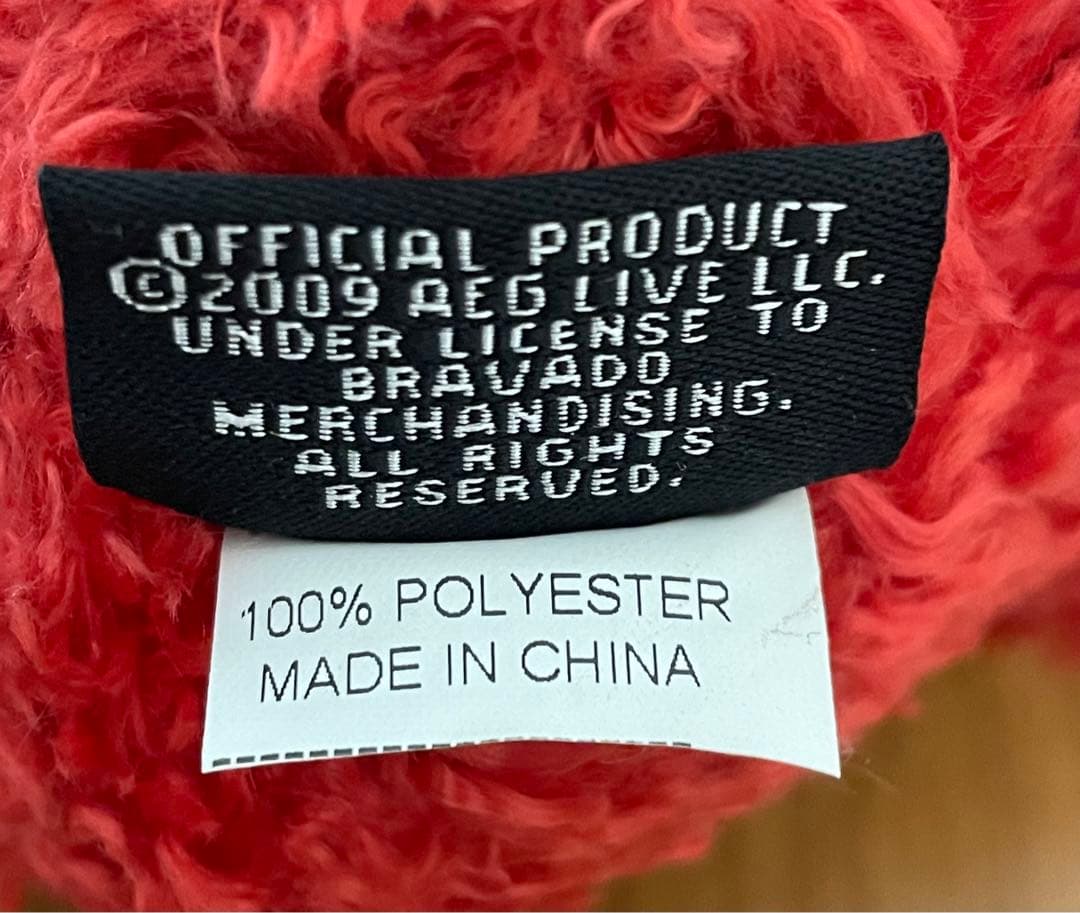 OFFICIAL PRODUCT
©2009 AEG LIVE LLC.
UNDER LICENSE TO
BRAVADO
MERCHANDISING.
ALL RIGHTS
RESERVED.
100% POLYESTER
MADE IN CHINA